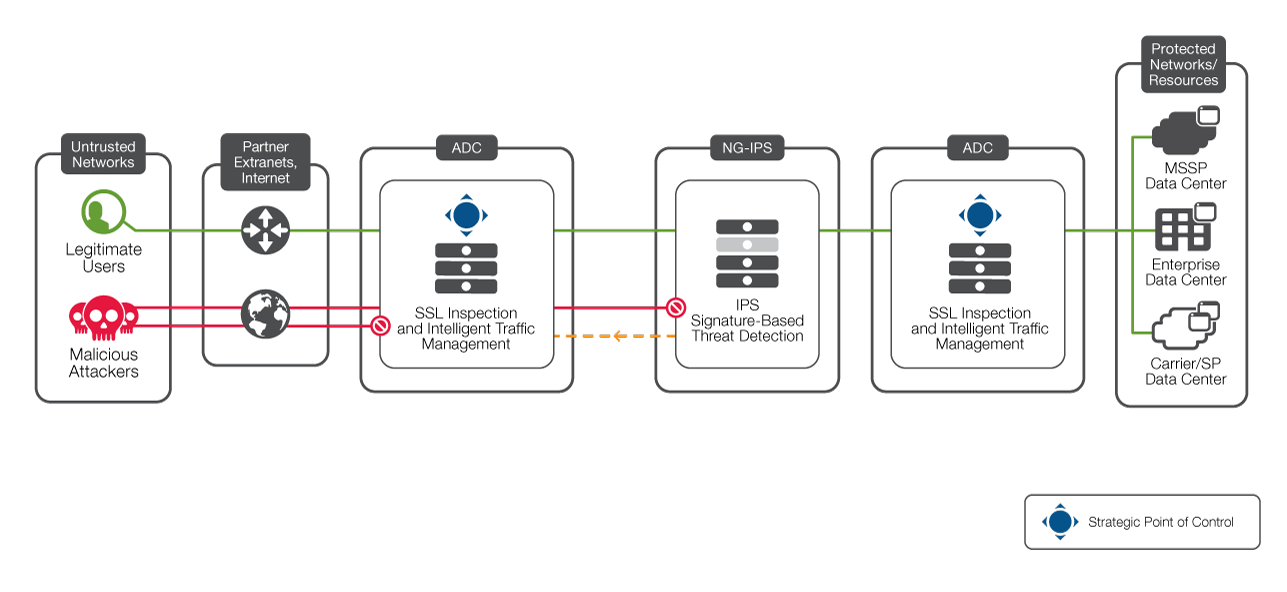 Untrusted
Networks
Legitimate
Users
Malicious
Attackers
Partner
Extranets,
Internet
ADC
SSL Inspection
and Intelligent Traffic
Management
NG-IPS
IPS
Signature-Based
Threat Detection
ADC
SSL Inspection
and Intelligent Traffic
Management
Protected
Networks/
Resources
MSSP
Data Center
Enterprise
Data Center
Carrier/SP
Data Center
Strategic Point of Control